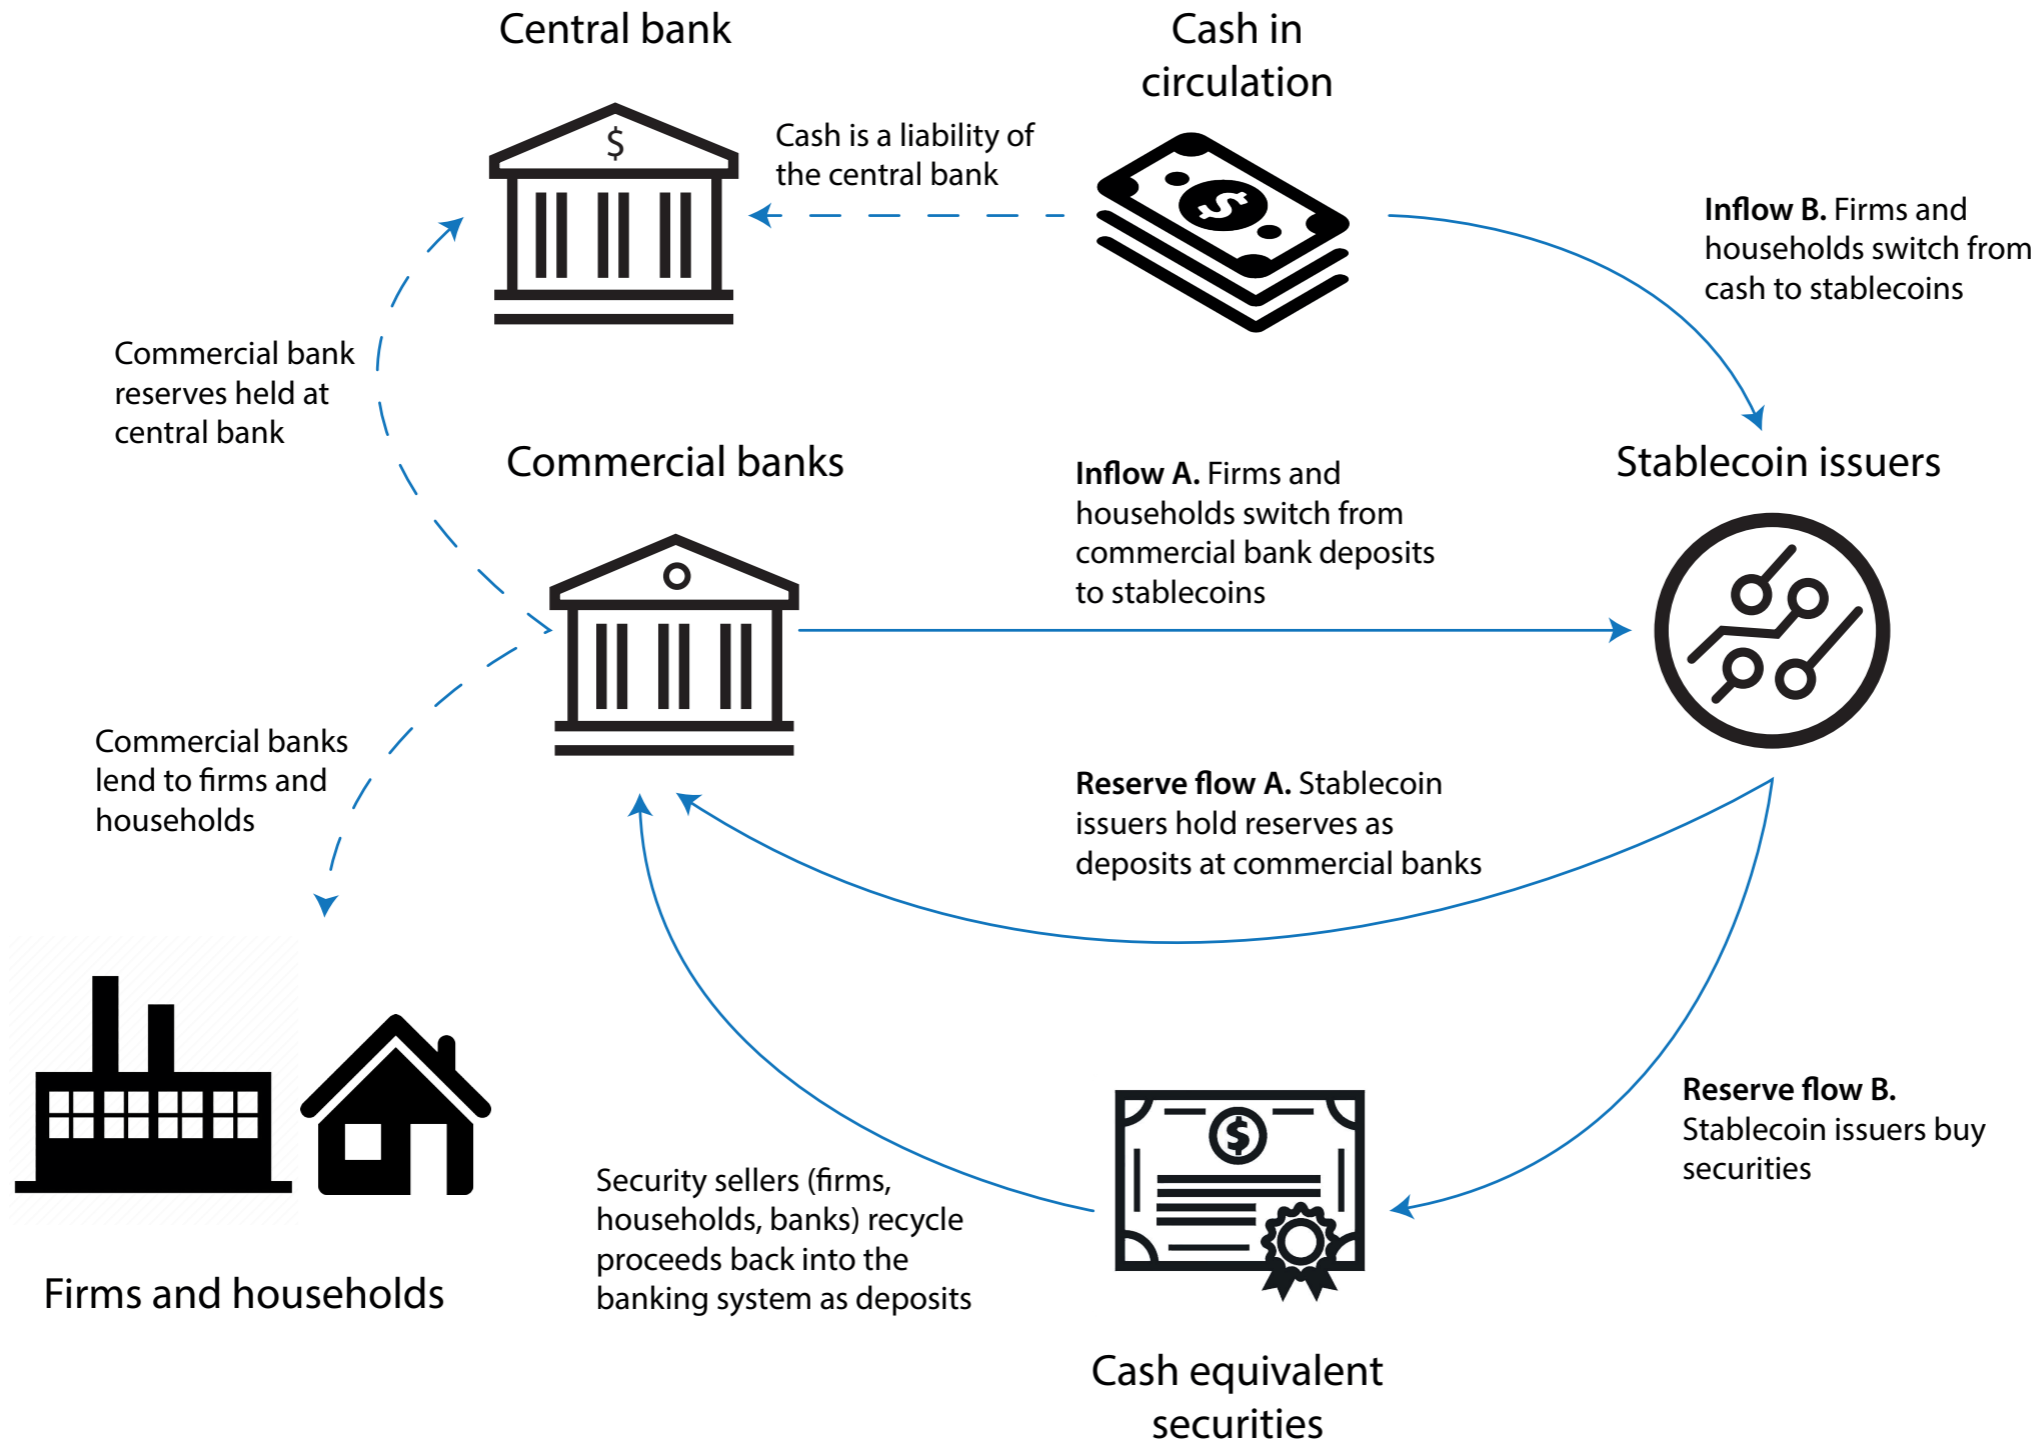 Central bank
Cash in
circulation
$
Cash is a liability of
the central bank
$
Inflow B. Firms and
households switch from
cash to stablecoins
Commercial bank
reserves held at
central bank
Commercial banks
Inflow A. Firms and
households switch from
commercial bank deposits
to stablecoins
Stablecoin issuers
Commercial banks
lend to firms and
households
Reserve flow A. Stablecoin
issuers hold reserves as
deposits at commercial banks
Reserve flow B.
Stablecoin issuers buy
securities
$
Security sellers (firms,
households, banks) recycle
proceeds back into the
banking system as deposits
Firms and households
Cash equivalent
securities